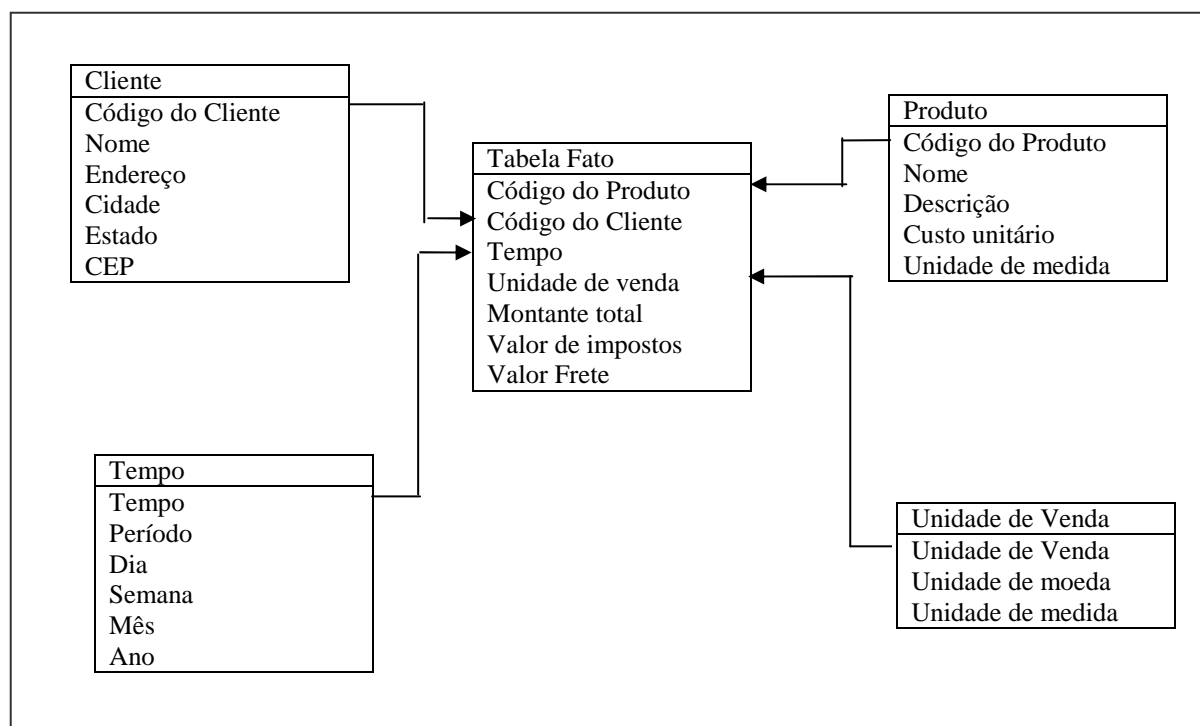 Cliente
Código do Cliente
Nome
Endereço
Cidade
Estado
CEP
Tabela Fato
Código do Produto
Código do Cliente
Tempo
Unidade de venda
Montante total
Valor de impostos
Valor Frete
Produto
Código do Produto
Nome
Descrição
Custo unitário
Unidade de medida
Tempo
Tempo
Período
Dia
Semana
Mês
Ano
Unidade de Venda
Unidade de Venda
Unidade de moeda
Unidade de medida